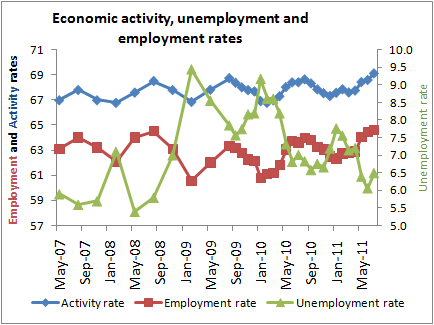 Economic activity, unemployment and
employment rates
71
69
67
65
63
61
59
57
Employment and Activity rates
10.0
9.5
9.0
8.5
8.0
7.5
7.0
6.5
6.0
5.5
5.0
Unemployment rate
May-07
Sep-07
Jan-08
May-08
Sep-08
Jan-09
May-09
Sep-09
Jan-10
May-10
Sep-10
Jan-11
May-11
Activity rate
Employment rate
Unemployment rate